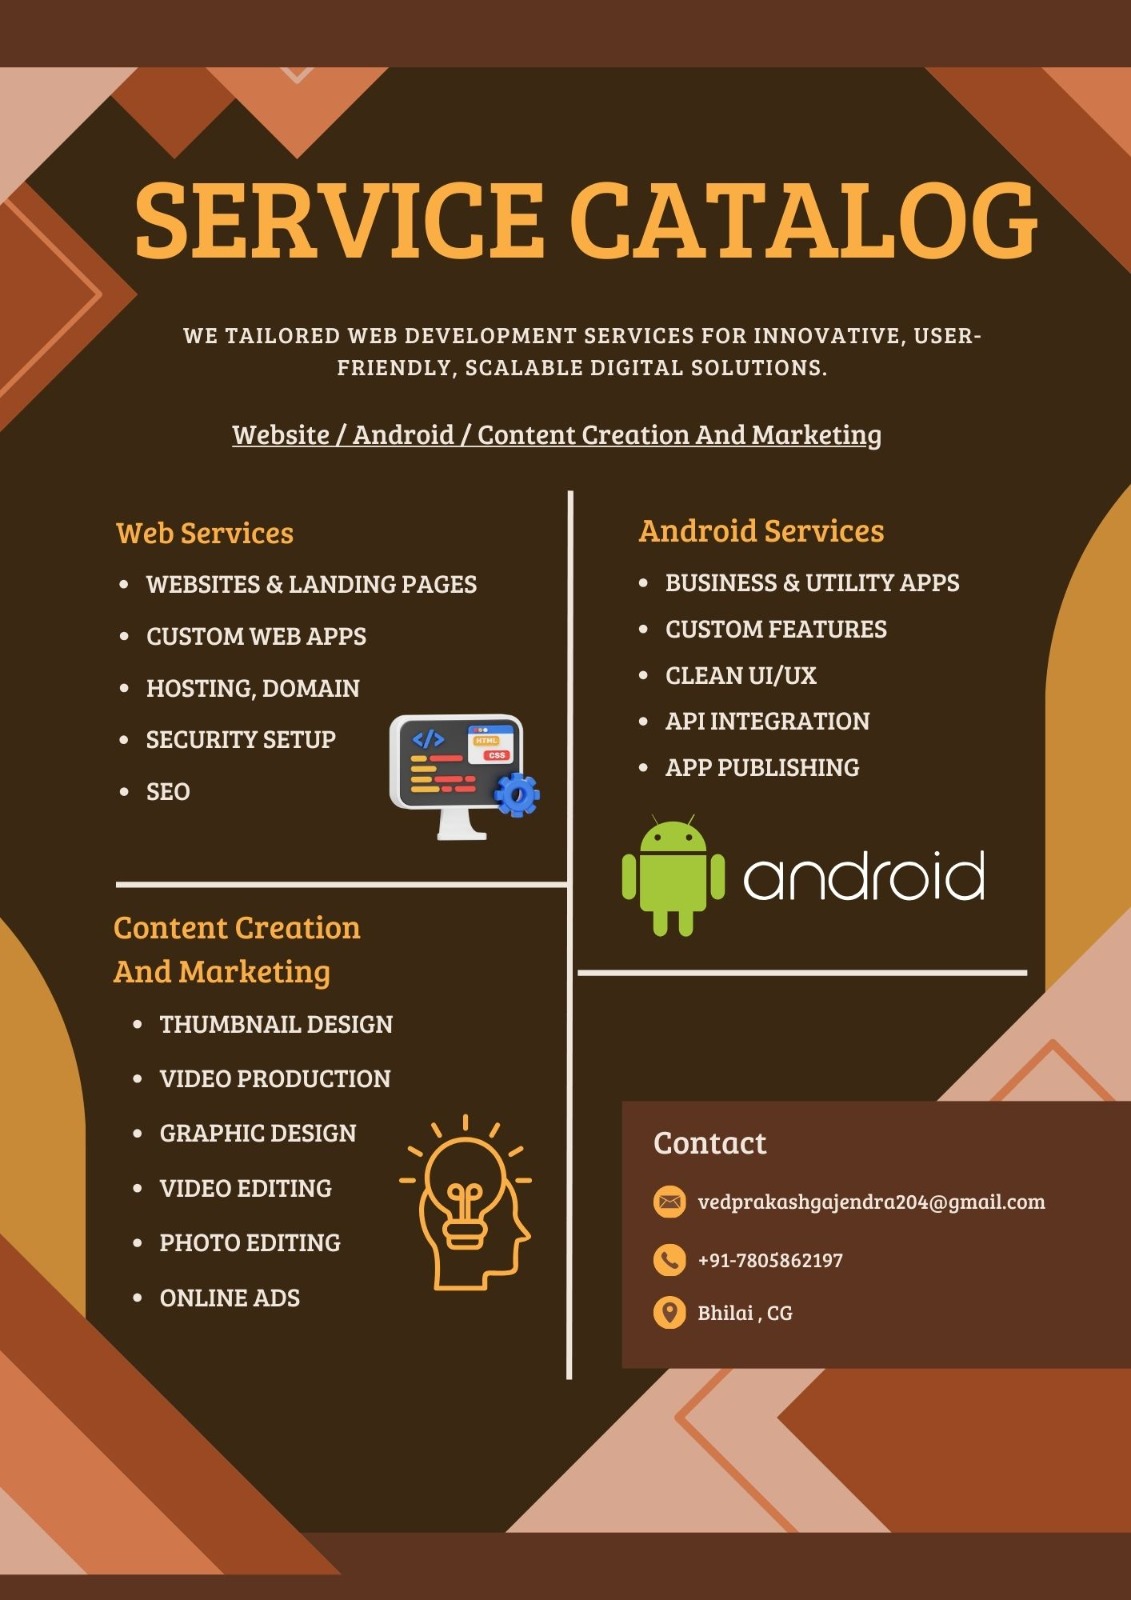 SERVICE CATALOG
WE TAILORED WEB DEVELOPMENT SERVICES FOR INNOVATIVE, USER-
FRIENDLY, SCALABLE DIGITAL SOLUTIONS.
Website / Android / Content Creation And Marketing
Web Services
• WEBSITES & LANDING PAGES
• CUSTOM WEB APPS
• HOSTING, DOMAIN
• SECURITY SETUP
• SEO
</>
HTML
CSS
Android Services
• BUSINESS & UTILITY APPS
• CUSTOM FEATURES
• CLEAN UI/UX
• API INTEGRATION
• APP PUBLISHING
android
Content Creation
And Marketing
• THUMBNAIL DESIGN
• VIDEO PRODUCTION
• GRAPHIC DESIGN
• VIDEO EDITING
• PHOTO EDITING
• ONLINE ADS
Contact
vedprakashgajendra204@gmail.com
+91-7805862197
Bhilai , CG